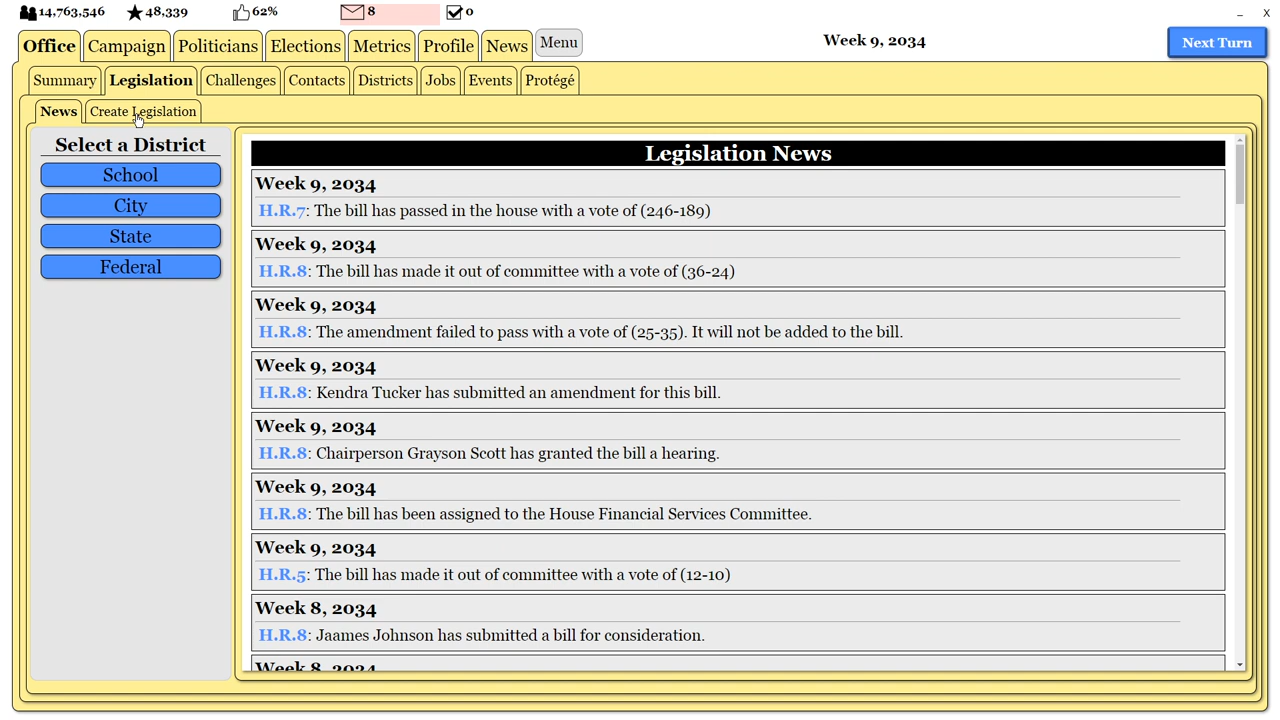 14,763,546 48,339 62% 8 0
_ X
Office Campaign Politicians Elections Metrics Profile News Menu Week 9, 2034 Next Turn
Summary Legislation Challenges Contacts Districts Jobs Events Protégé
News Create Legislation
Select a District
School
City
State
Federal
Legislation News
Week 9, 2034
H.R.7: The bill has passed in the house with a vote of (246-189)
Week 9, 2034
H.R.8: The bill has made it out of committee with a vote of (36-24)
Week 9, 2034
H.R.8: The amendment failed to pass with a vote of (25-35). It will not be added to the bill.
Week 9, 2034
H.R.8: Kendra Tucker has submitted an amendment for this bill.
Week 9, 2034
H.R.8: Chairperson Grayson Scott has granted the bill a hearing.
Week 9, 2034
H.R.8: The bill has been assigned to the House Financial Services Committee.
Week 9, 2034
H.R.5: The bill has made it out of committee with a vote of (12-10)
Week 8, 2034
H.R.8: Jaames Johnson has submitted a bill for consideration.
Week 8, 2034